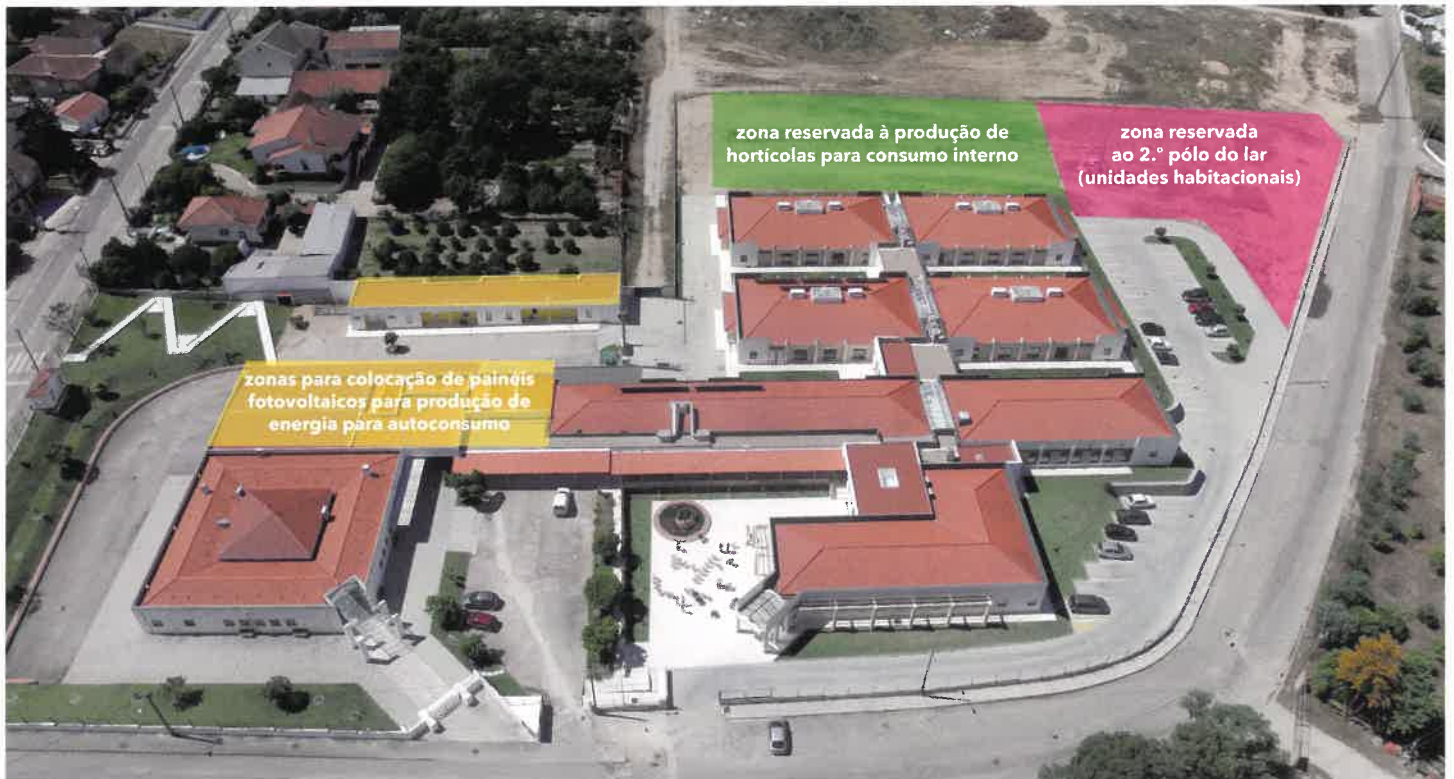 zona reservada à produção de
hortícolas para consumo interno
zona reservada
ao 2.º pólo do lar
(unidades habitacionais)
zonas para colocação de painéis
fotovoltaicos para produção de
energia para autoconsumo